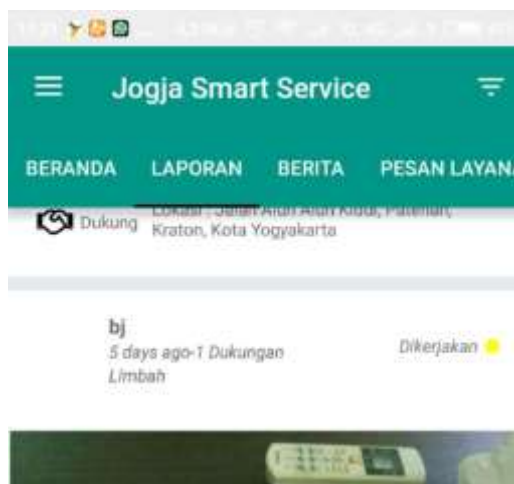 Jogja Smart Service
BERANDA LAPORAN BERITA PESAN LAYANA
Dukung
Kraton, Kota Yogyakarta
bj
5 days ago-1 Dukungan
Dikerjakan
Limbah